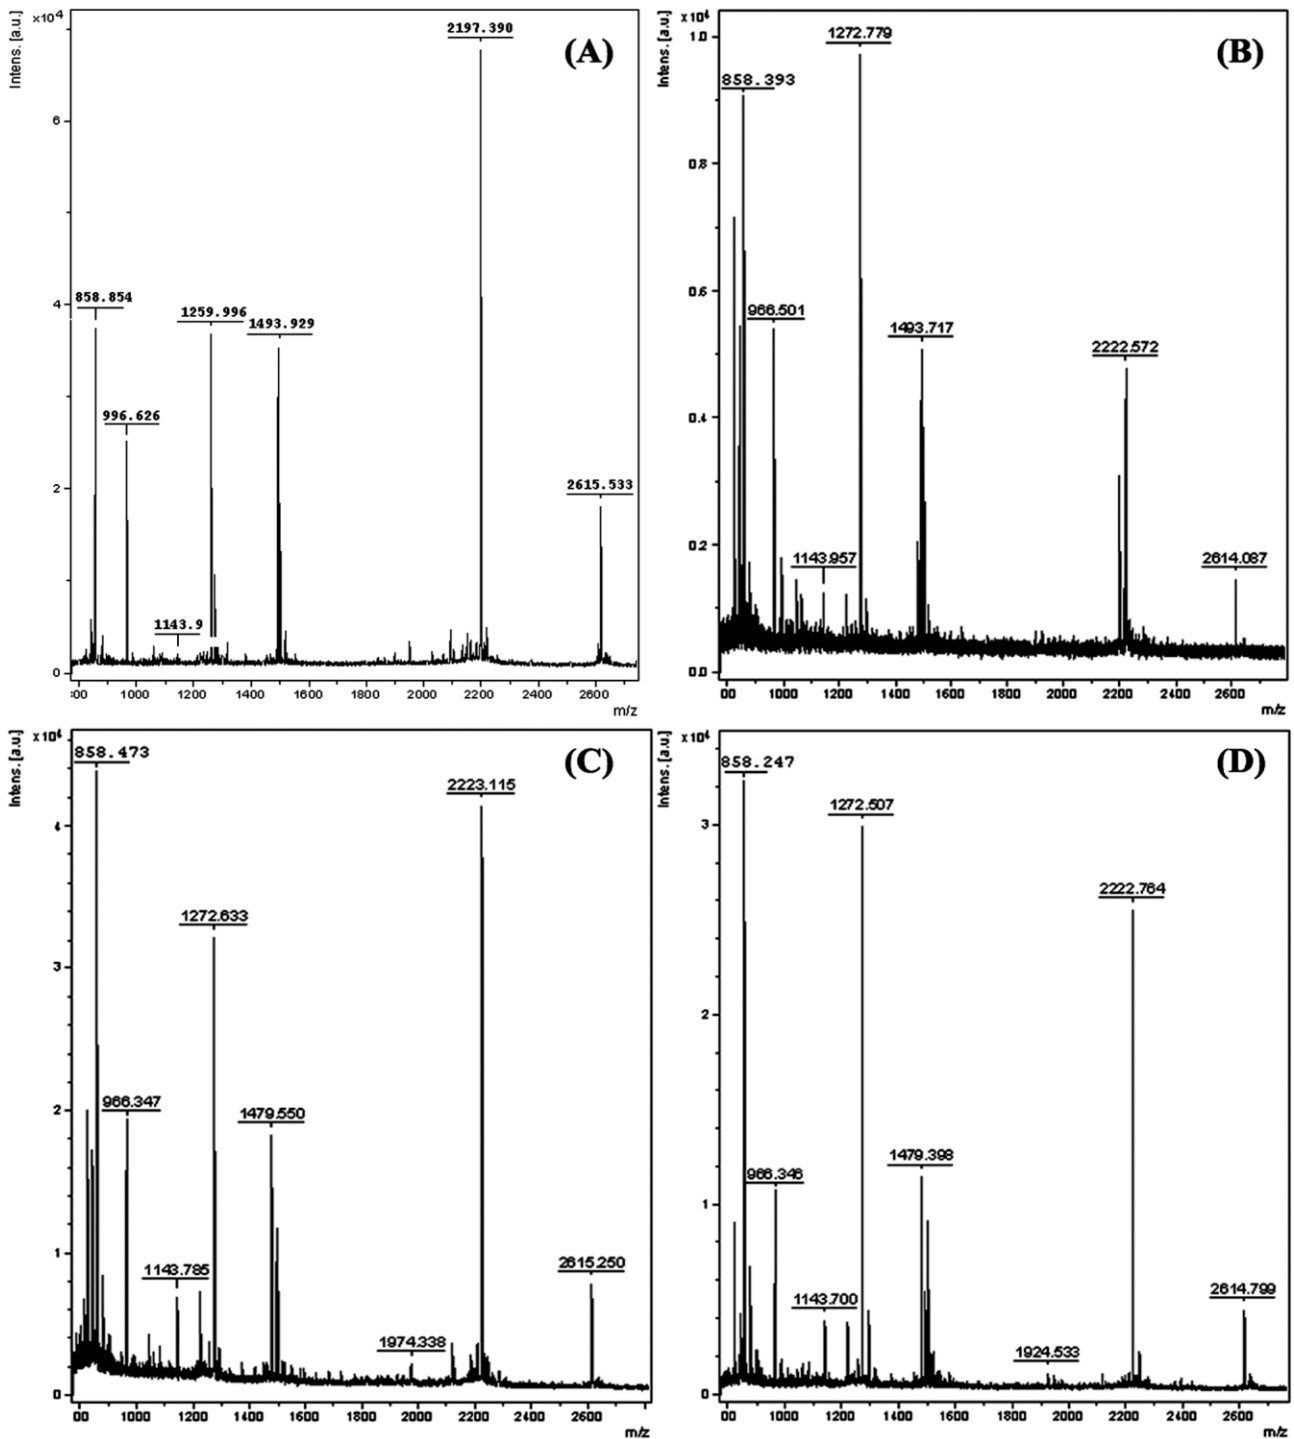 ×10⁴
Intens. [a.u.]
(A)
2197.390
858.854
1259.996
1493.929
996.626
1143.9
2615.533
6
4
2
0
800 1000 1200 1400 1600 1800 2000 2200 2400 2600
m/z
x10⁴
Intens. [a.u.]
(B)
1272.779
858.393
966.501
1493.717
2222.572
1143.957
2614.087
1.0
0.8
0.6
0.4
0.2
0.0
00 1000 1200 1400 1600 1800 2000 2200 2400 2600
m/z
x10⁴
Intens. [a.u.]
(C)
858.473
2223.115
1272.633
966.347
1479.550
1143.785
1974.338
2615.250
4
3
2
1
0
00 1000 1200 1400 1600 1800 2000 2200 2400 2600
m/z
x10⁴
Intens. [a.u.]
(D)
858.247
1272.507
2222.764
966.346
1479.398
1143.700
1924.533
2614.799
3
2
1
0
00 1000 1200 1400 1600 1800 2000 2200 2400 2600
m/z